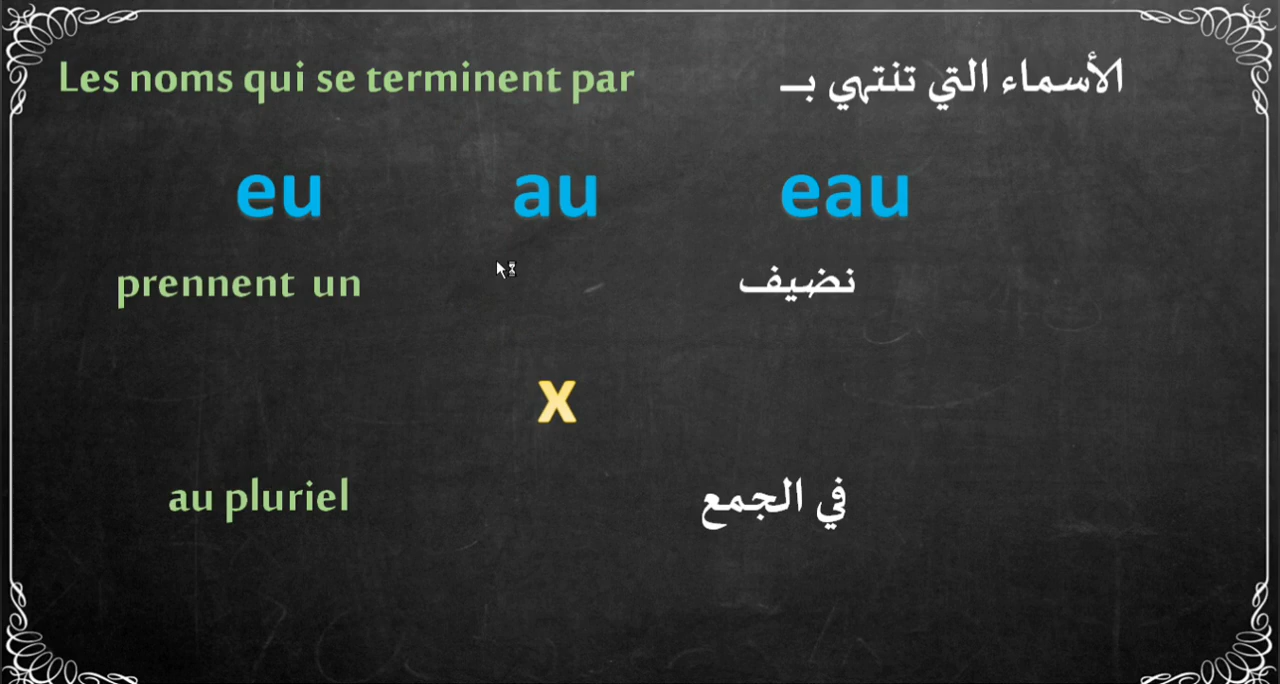 Les noms qui se terminent par الأسماء التي تنتهي بـ
eu au eau
prennent un نضيف
x
au pluriel في الجمع